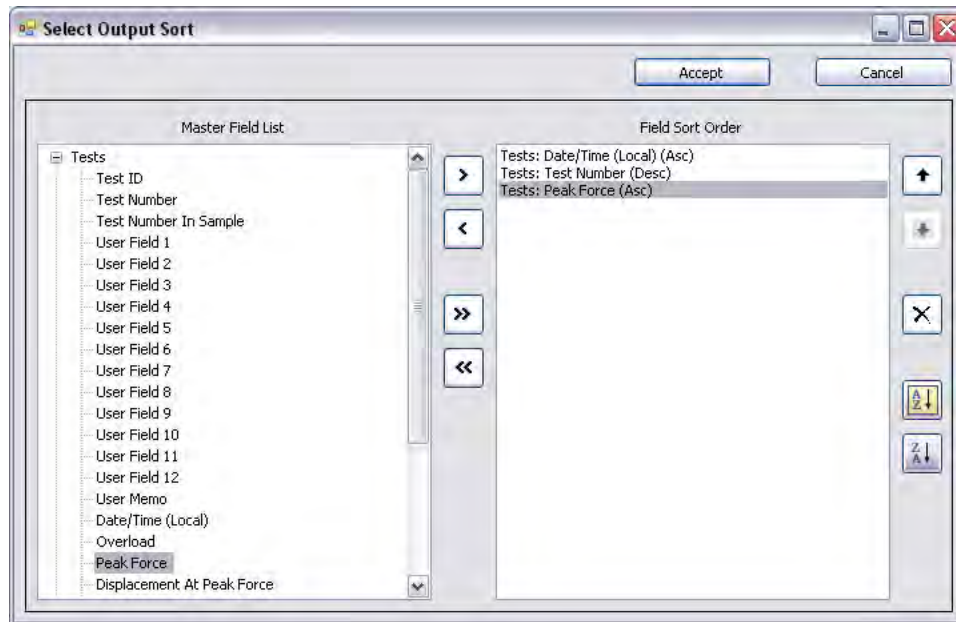 Select Output Sort
Accept
Cancel
Master Field List
Tests
Test ID
Test Number
Test Number In Sample
User Field 1
User Field 2
User Field 3
User Field 4
User Field 5
User Field 6
User Field 7
User Field 8
User Field 9
User Field 10
User Field 11
User Field 12
User Memo
Date/Time (Local)
Overload
Peak Force
Displacement At Peak Force
Field Sort Order
Tests: Date/Time (Local) (Asc)
Tests: Test Number (Desc)
Tests: Peak Force (Asc)
A
Z
Z
A